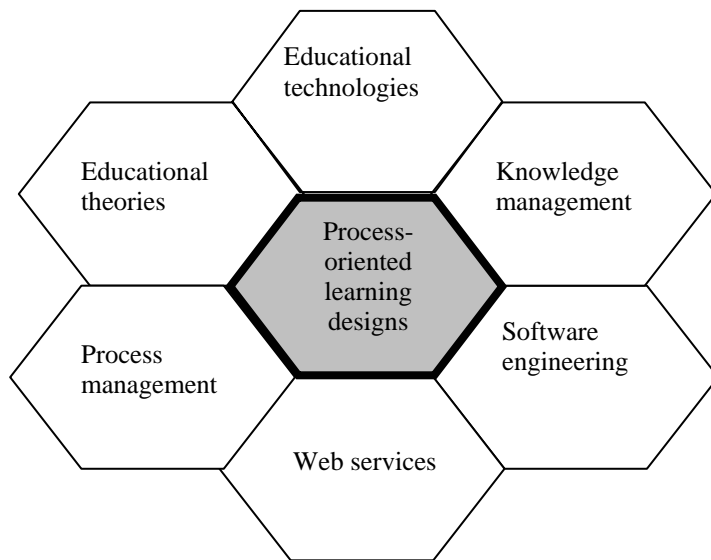 Educational
technologies
Educational
theories
Knowledge
management
Process-
oriented
learning
designs
Process
management
Software
engineering
Web services